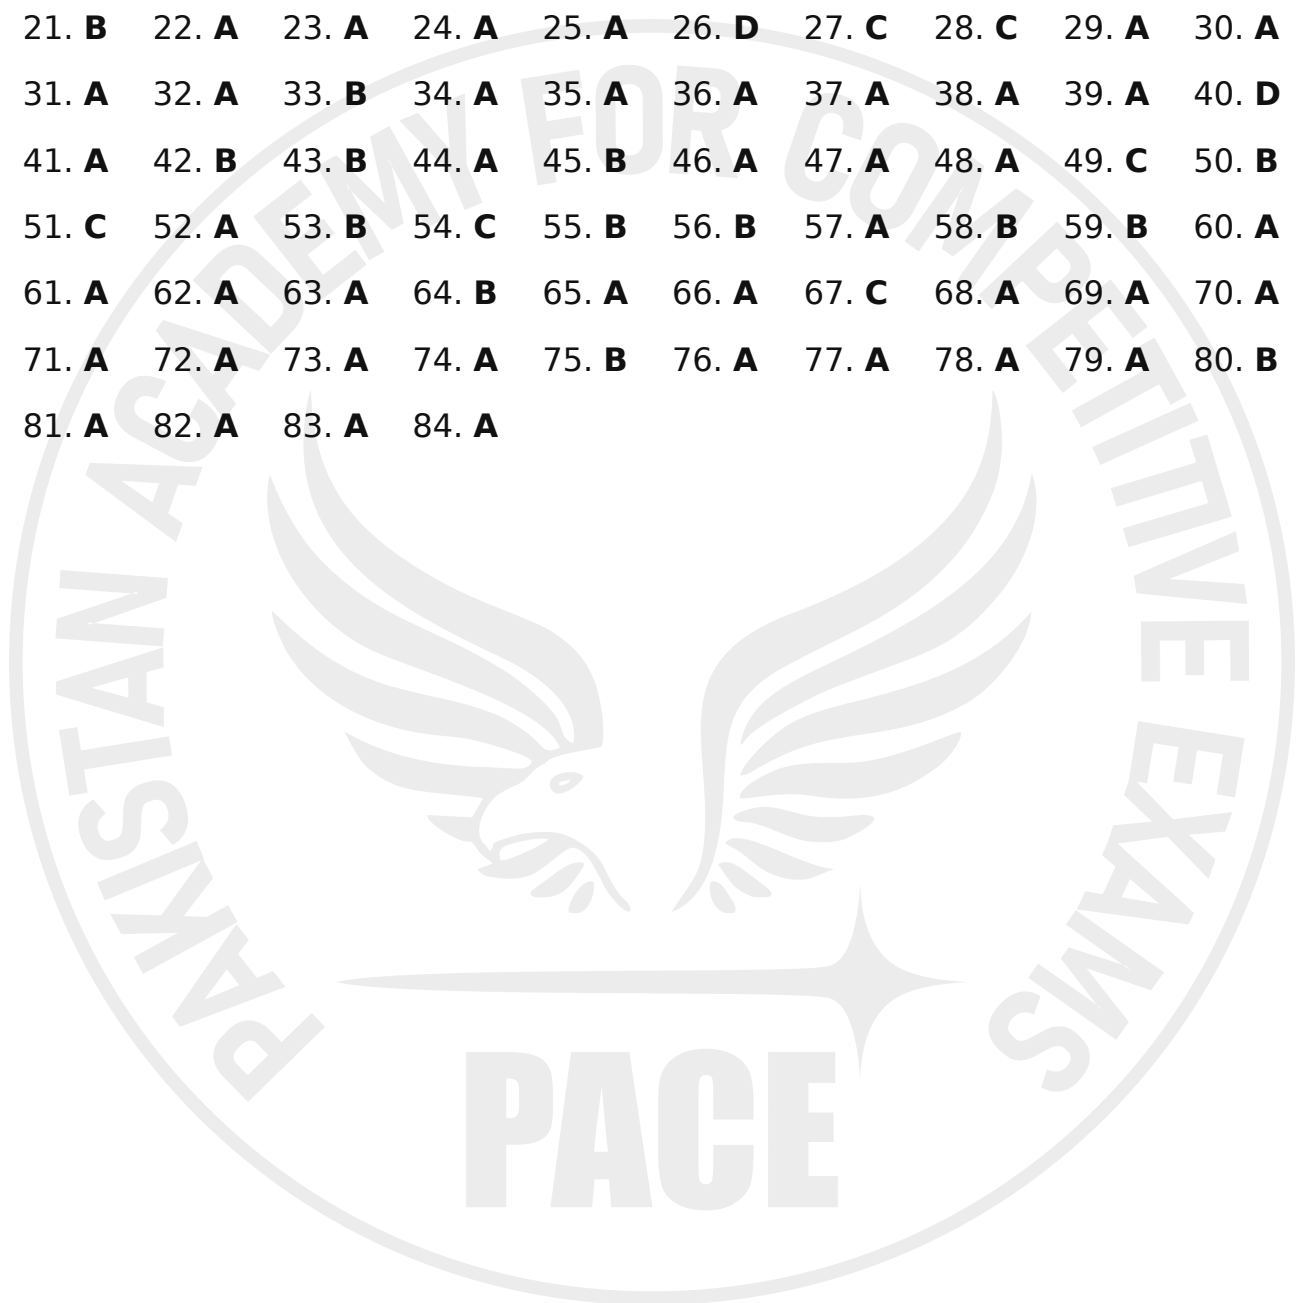 21. B 22. A 23. A 24. A 25. A 26. D 27. C 28. C 29. A 30. A
31. A 32. A 33. B 34. A 35. A 36. A 37. A 38. A 39. A 40. D
41. A 42. B 43. B 44. A 45. B 46. A 47. A 48. A 49. C 50. B
51. C 52. A 53. B 54. C 55. B 56. B 57. A 58. B 59. B 60. A
61. A 62. A 63. A 64. B 65. A 66. A 67. C 68. A 69. A 70. A
71. A 72. A 73. A 74. A 75. B 76. A 77. A 78. A 79. A 80. B
81. A 82. A 83. A 84. A
PAKISTAN ACADEMY FOR COMPETITIVE EXAMS
PACE